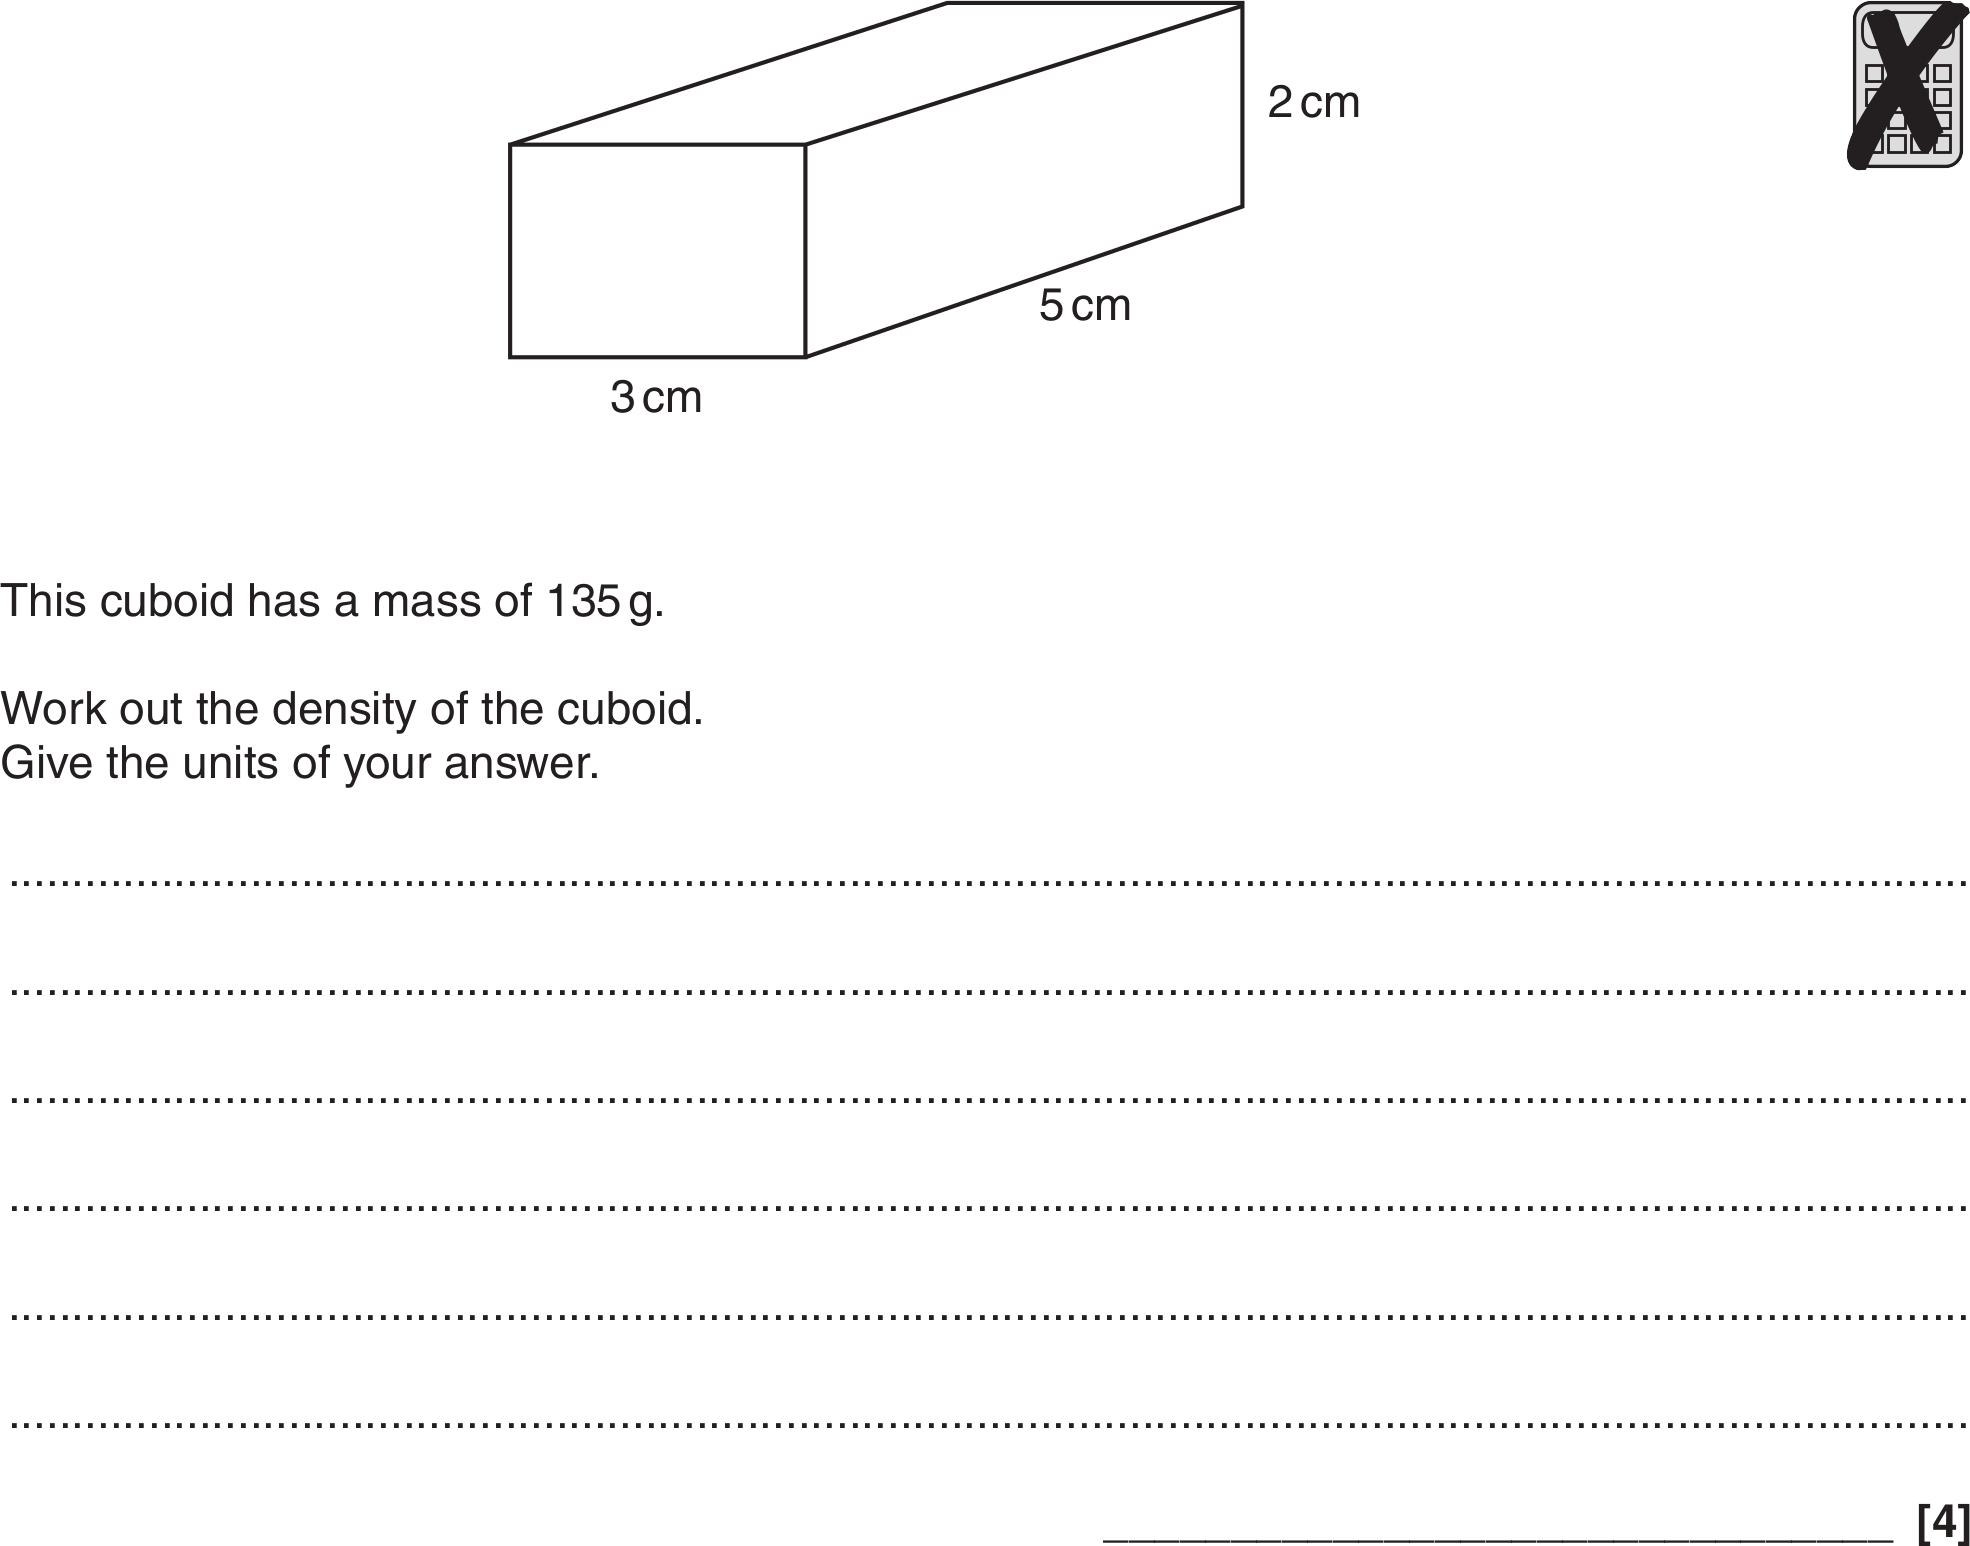 2 cm
5 cm
3 cm
This cuboid has a mass of 135 g.
Work out the density of the cuboid.
Give the units of your answer.
[4]